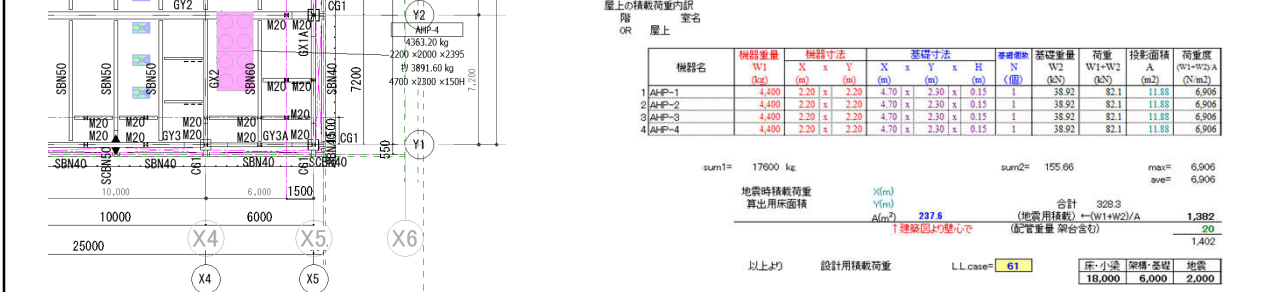 GY2
CG1
M20 M20
Y2
AHP-4
4363.20 kg
2200 ×2000 ×2395
3891.60 kg
4700 ×2300 ×150H
SBN50
SBN50
SBN60
GX2
GX1A
SBN40
7200
7,200
M20 M20
M20
M20 M20
M20 M20
GY3 M20
GY3A M20
CG1
Y1
550
SBN40
SBN40
SCBN50
C61
SBN40
C61
SCBN40
10,000
6,000
1500
10000
6000
X4
X5
X6
25000
X4
X5
屋上の積載荷重内訳
階 室名
OR 屋上
機器名 機器重量 機器寸法 基礎寸法 基礎個数 基礎重量 荷重 投影面積 荷重度
W1 X x Y X x Y x H N W2 W1+W2 A (W1+W2)/A
(kg) (m) (m) (m) (m) (m) (個) (kN) (kN) (m2) (N/m2)
1 AHP-1 4,400 2.20 x 2.20 4.70 x 2.30 x 0.15 1 38.92 82.1 11.88 6,906
2 AHP-2 4,400 2.20 x 2.20 4.70 x 2.30 x 0.15 1 38.92 82.1 11.88 6,906
3 AHP-3 4,400 2.20 x 2.20 4.70 x 2.30 x 0.15 1 38.92 82.1 11.88 6,906
4 AHP-4 4,400 2.20 x 2.20 4.70 x 2.30 x 0.15 1 38.92 82.1 11.88 6,906
sum1= 17600 kg sum2= 155.66 max= 6,906
ave= 6,906
地震時積載荷重 X(m)
算出用床面積 Y(m) 合計 328.3
A(m²) 237.6 (地震用積載) ←(W1+W2)/A 1,382
↑建築図より壁心で (配管重量 架台含む) 20
1,402
以上より 設計用積載荷重 L.L.case= 61 床・小梁 架構・基礎 地震
18,000 6,000 2,000